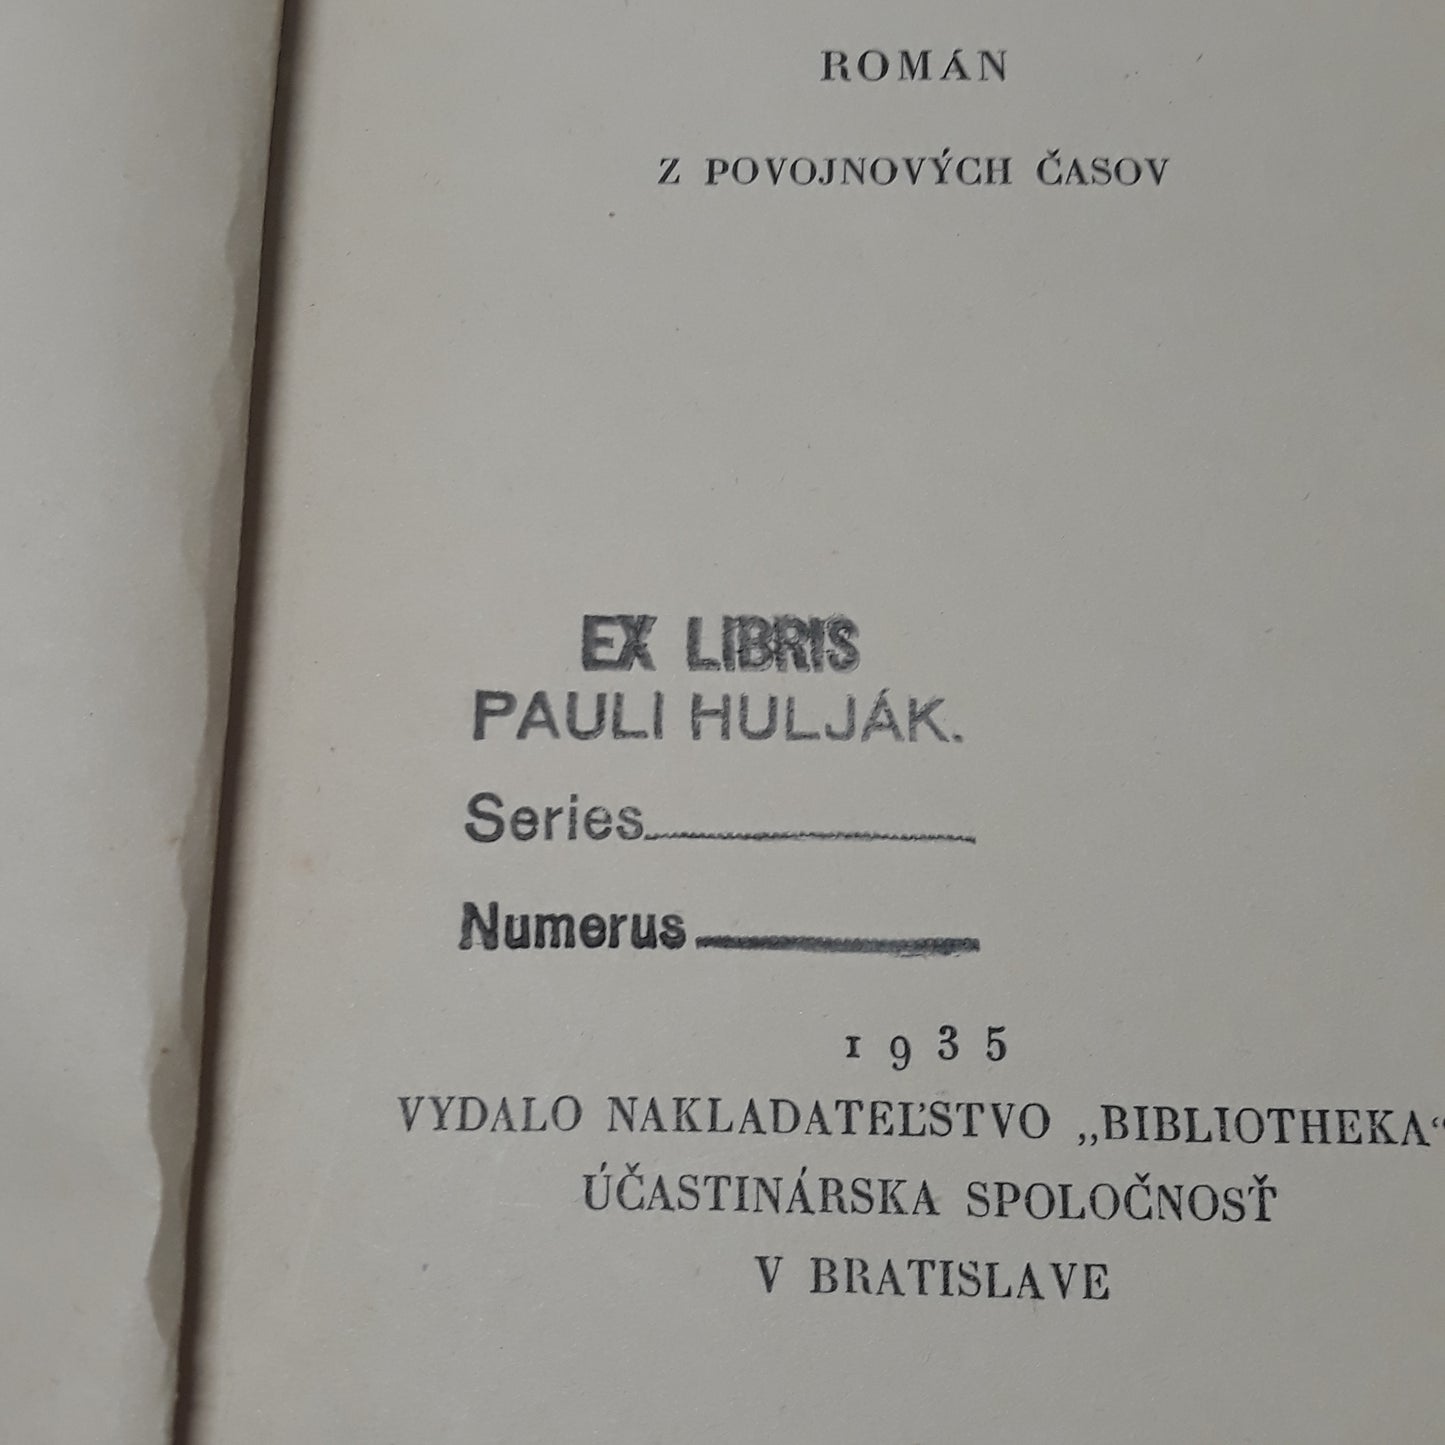 ROMÁN
Z POVOJNOVÝCH ČASOV
EX LIBRIS
PAULI HULJÁK.
Series
Numerus
1935
VYDALO NAKLADATEĽSTVO „BIBLIOTHEKA“
ÚČASTINÁRSKA SPOLOČNOSŤ
V BRATISLAVE